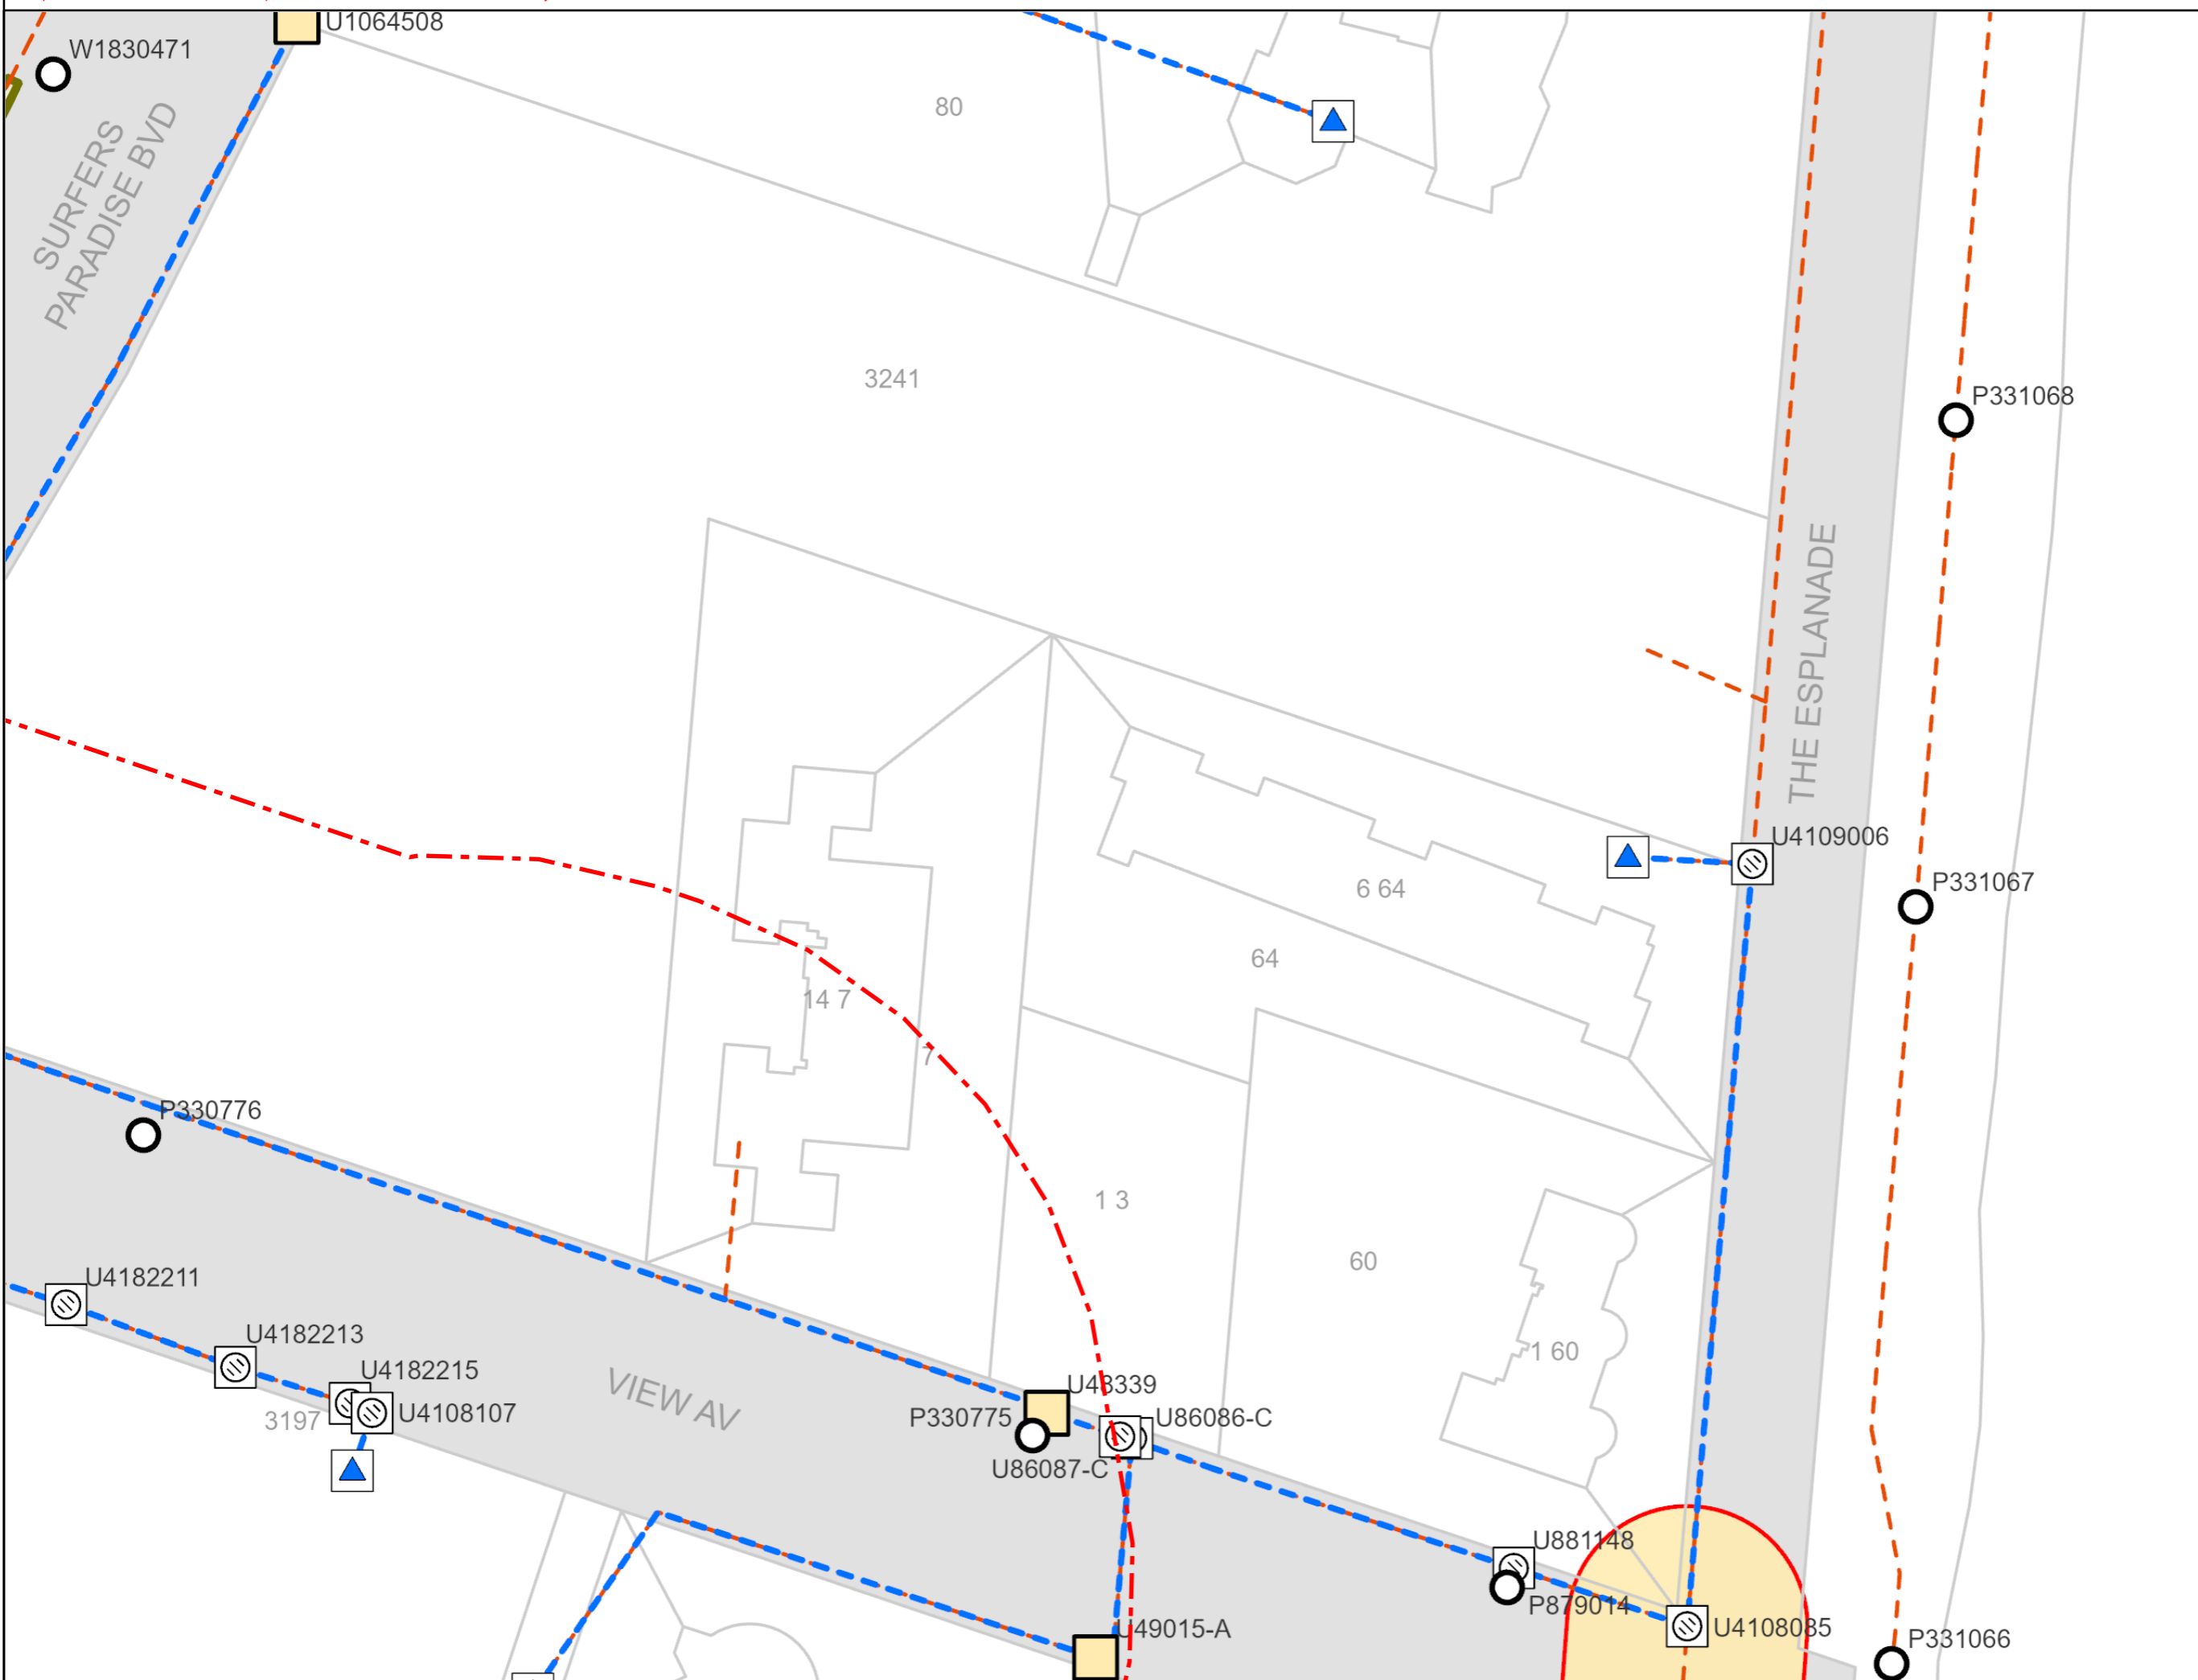 U1064508
W1830471
SURFERS
PARADISE BVD
80
3241
P331068
THE ESPLANADE
U4109006
P331067
6 64
64
14 7
7
P330776
1 3
60
U4182211
U4182213
U4182215
U4108107
3197
VIEW AV
1 60
U48339
P330775
U86086-C
U86087-C
U881148
P879014
U4108085
U49015-A
P331066